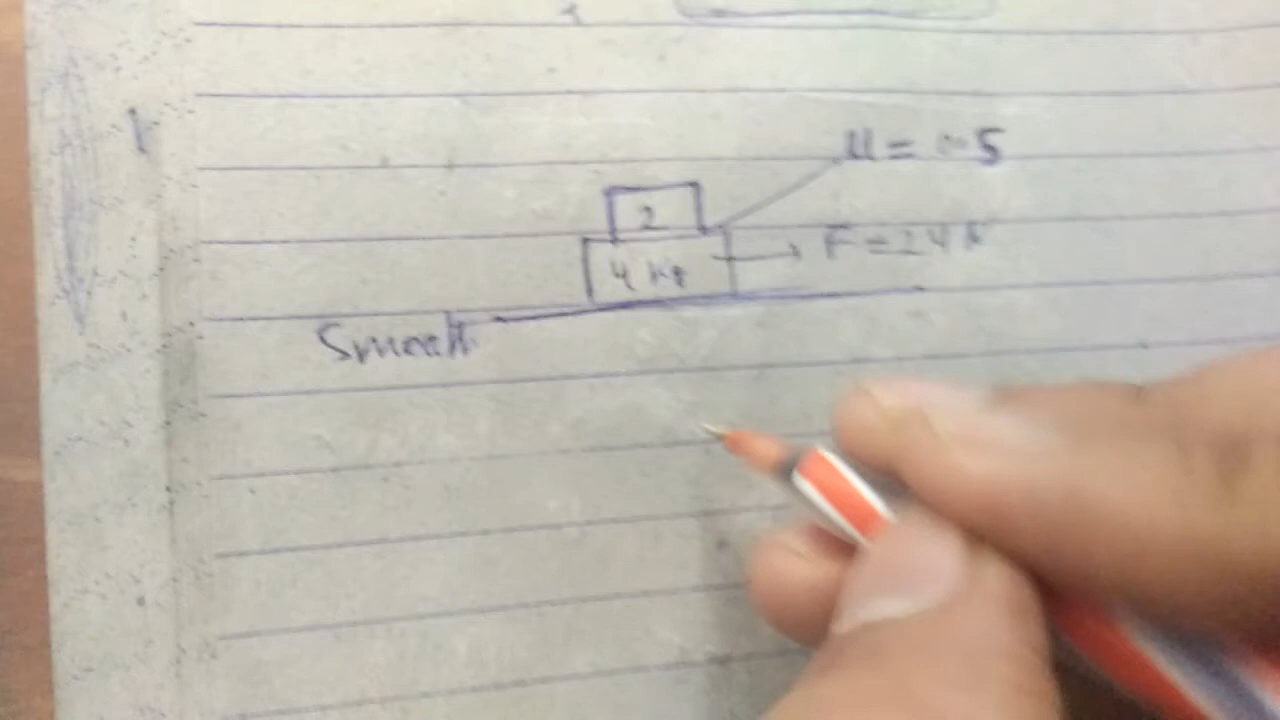 μ = 0.5
2
F = 24 N
4 kg
Smooth